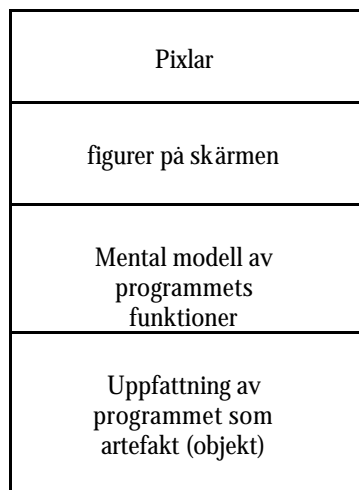 Pixlar
figurer på skärmen
Mental modell av
programmets
funktioner
Uppfattning av
programmet som
artefakt (objekt)